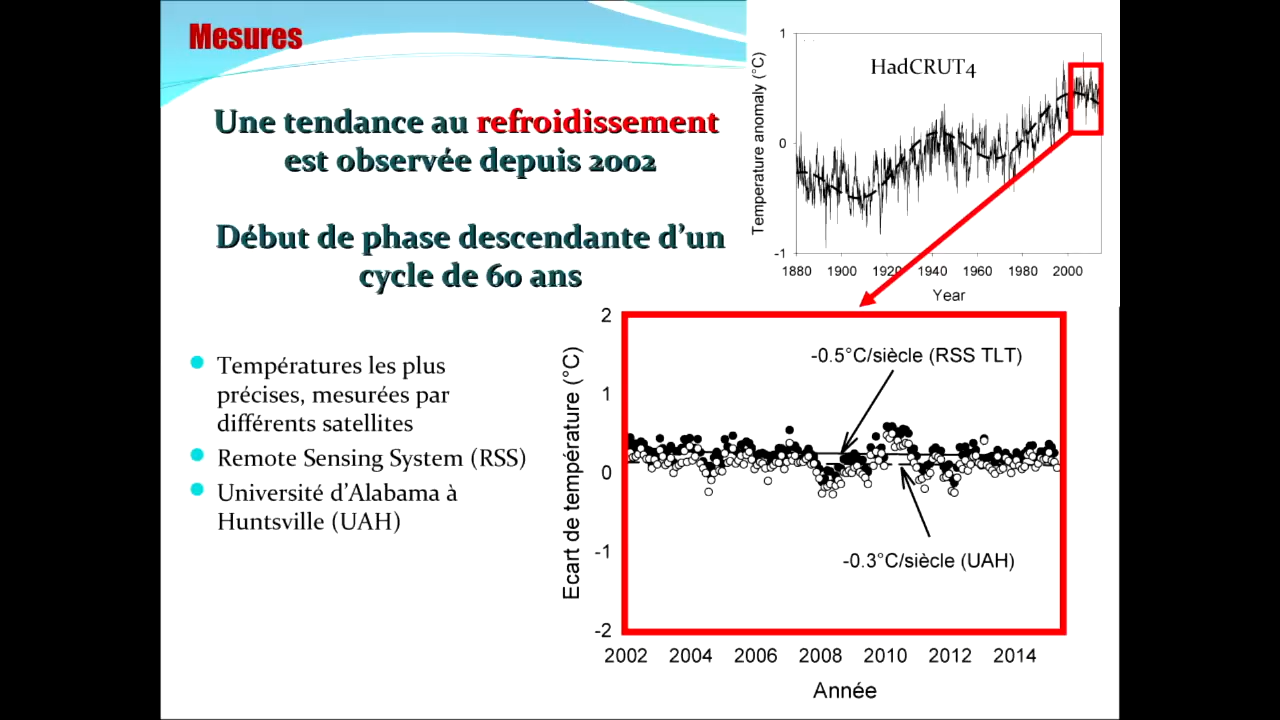 Mesures
Une tendance au refroidissement
est observée depuis 2002
Début de phase descendante d'un
cycle de 60 ans
Températures les plus
précises, mesurées par
différents satellites
Remote Sensing System (RSS)
Université d'Alabama à
Huntsville (UAH)
HadCRUT4
Temperature anomaly (°C)
1
0
-1
1880 1900 1920 1940 1960 1980 2000
Year
Ecart de température (°C)
2
1
0
-1
-2
-0.5°C/siècle (RSS TLT)
-0.3°C/siècle (UAH)
2002 2004 2006 2008 2010 2012 2014
Année